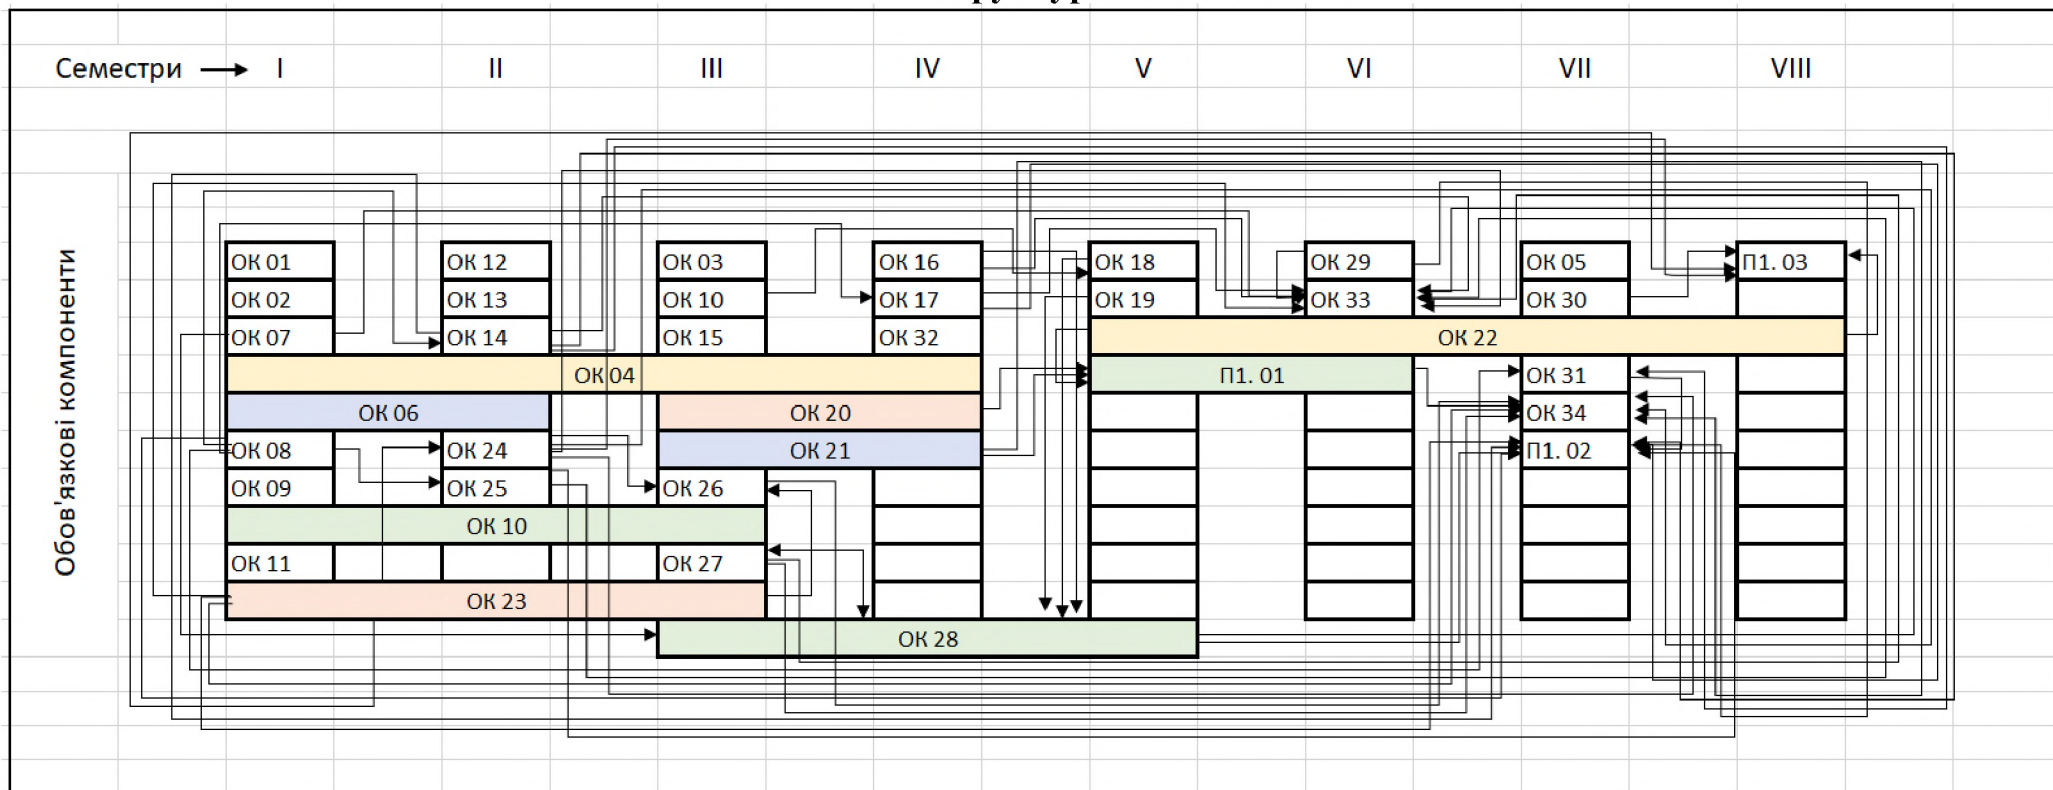 Семестри I II III IV V VI VII VIII
Обов'язкові компоненти
ОК 01 ОК 12 ОК 03 ОК 16 ОК 18 ОК 29 ОК 05 П1. 03
ОК 02 ОК 13 ОК 10 ОК 17 ОК 19 ОК 33 ОК 30
ОК 07 ОК 14 ОК 15 ОК 32 ОК 22
ОК 04 П1. 01 ОК 31
ОК 06 ОК 20 ОК 34
ОК 08 ОК 24 ОК 21 П1. 02
ОК 09 ОК 25 ОК 26
ОК 10
ОК 11 ОК 27
ОК 23
ОК 28